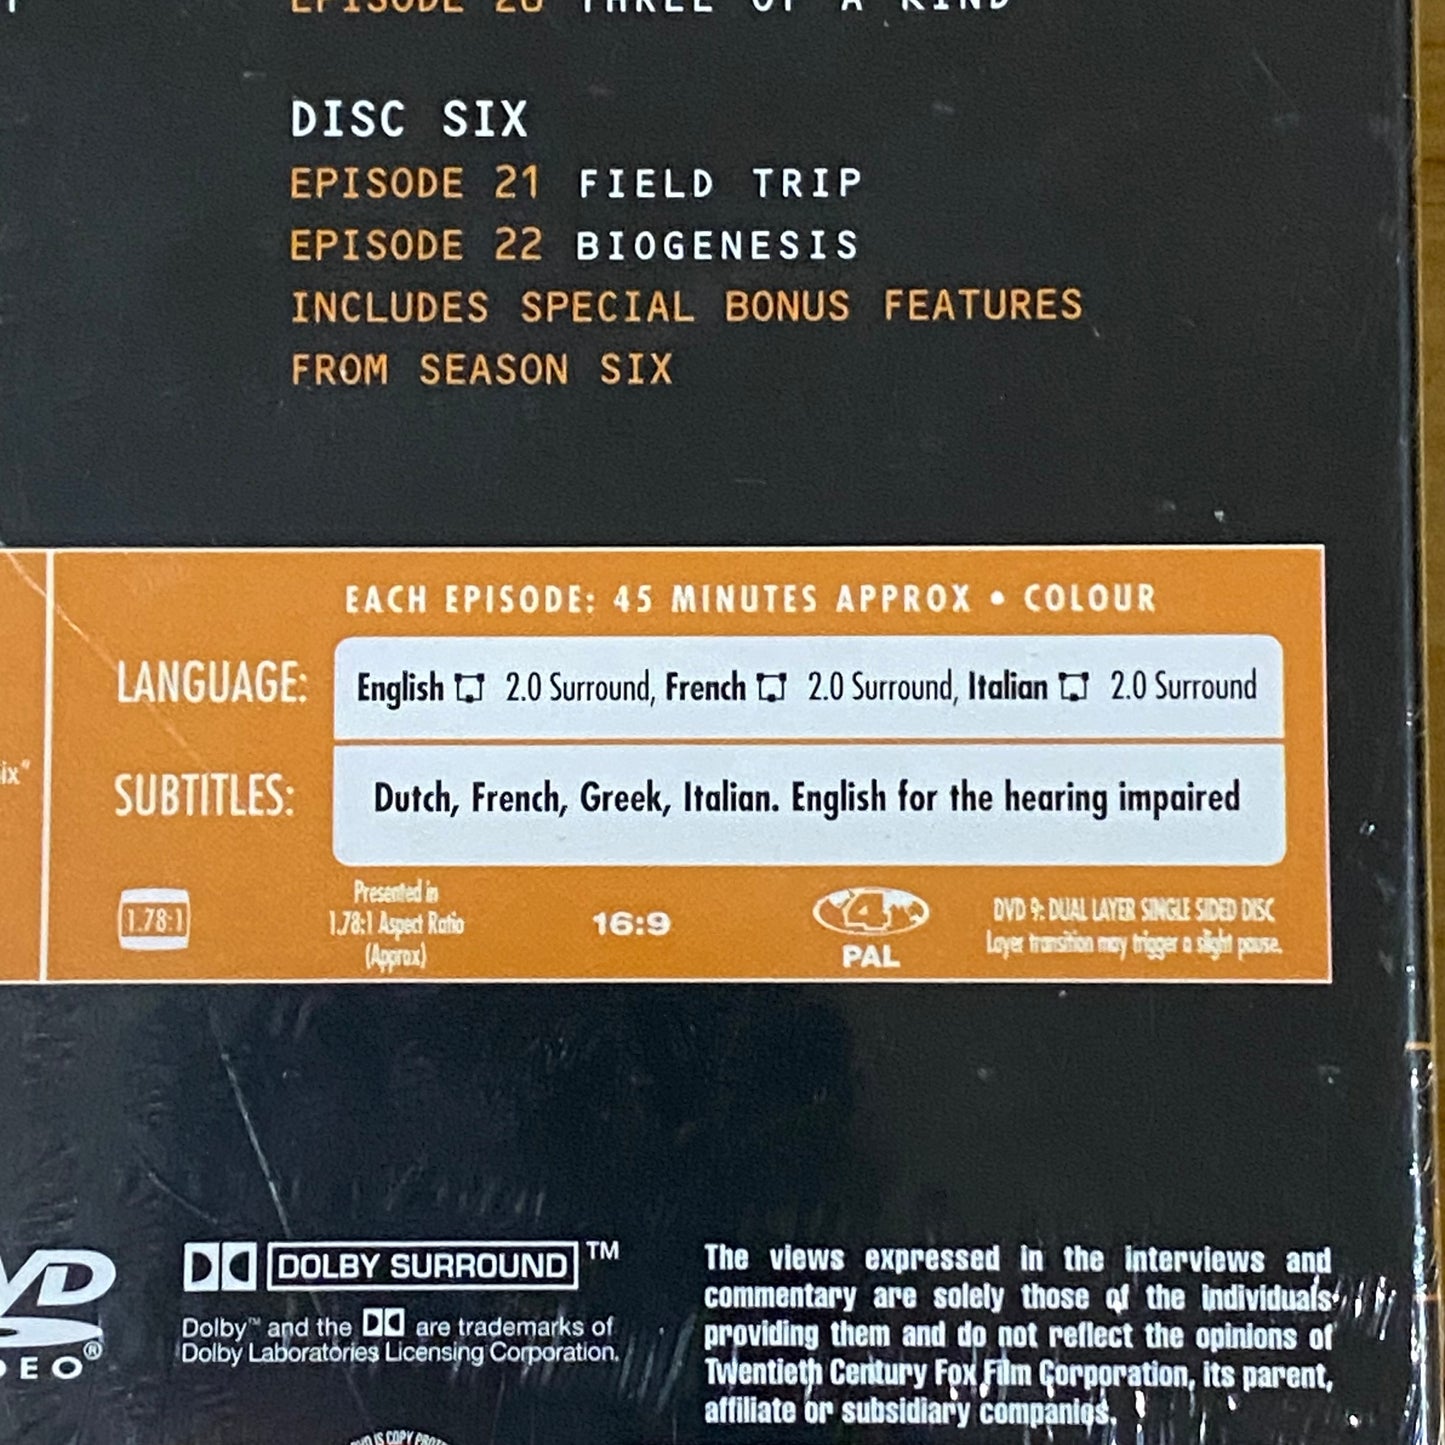 EPISODE 20 THREE OF A KIND
DISC SIX
EPISODE 21 FIELD TRIP
EPISODE 22 BIOGENESIS
INCLUDES SPECIAL BONUS FEATURES
FROM SEASON SIX
EACH EPISODE: 45 MINUTES APPROX • COLOUR
LANGUAGE: English 2.0 Surround, French 2.0 Surround, Italian 2.0 Surround
SUBTITLES: Dutch, French, Greek, Italian. English for the hearing impaired
1.78:1
Presented in
1.78:1 Aspect Ratio
(Approx)
16:9
4
PAL
DVD 9: DUAL LAYER SINGLE SIDED DISC
Layer transition may trigger a slight pause.
DOLBY SURROUND™
Dolby™ and the are trademarks of
Dolby Laboratories Licensing Corporation.
The views expressed in the interviews and
commentary are solely those of the individuals
providing them and do not reflect the opinions of
Twentieth Century Fox Film Corporation, its parent,
affiliate or subsidiary companies.